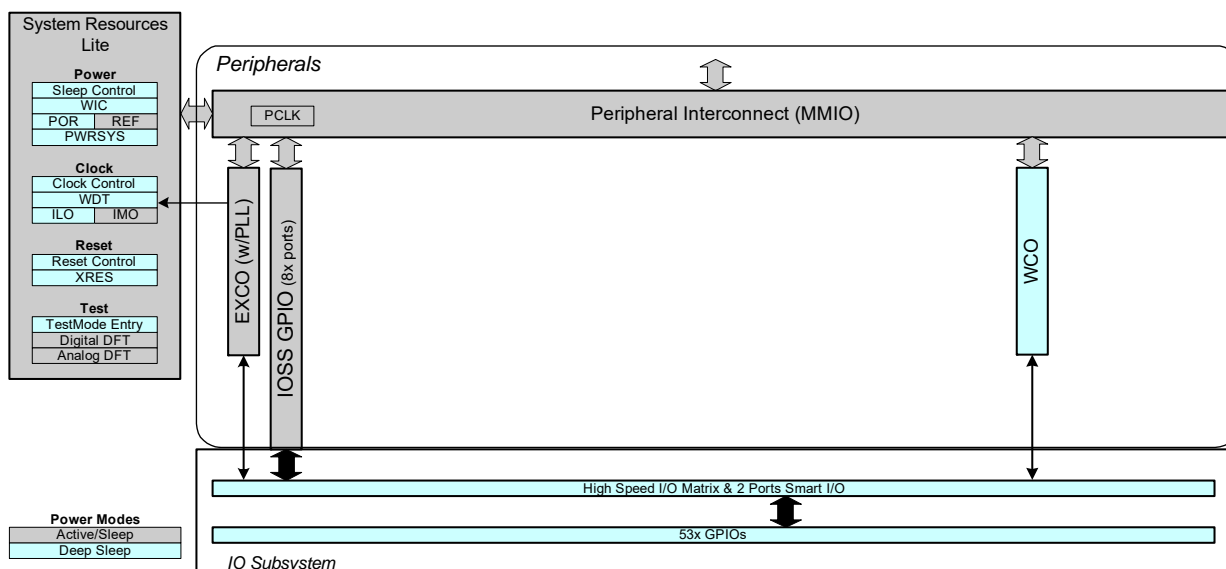 System Resources
Lite
Power
Sleep Control
WIC
POR REF
PWRSYS
Clock
Clock Control
WDT
ILO IMO
Reset
Reset Control
XRES
Test
TestMode Entry
Digital DFT
Analog DFT
Peripherals
PCLK
Peripheral Interconnect (MMIO)
EXCO (w/PLL)
IOSS GPIO (8x ports)
WCO
High Speed I/O Matrix & 2 Ports Smart I/O
53x GPIOs
IO Subsystem
Power Modes
Active/Sleep
Deep Sleep